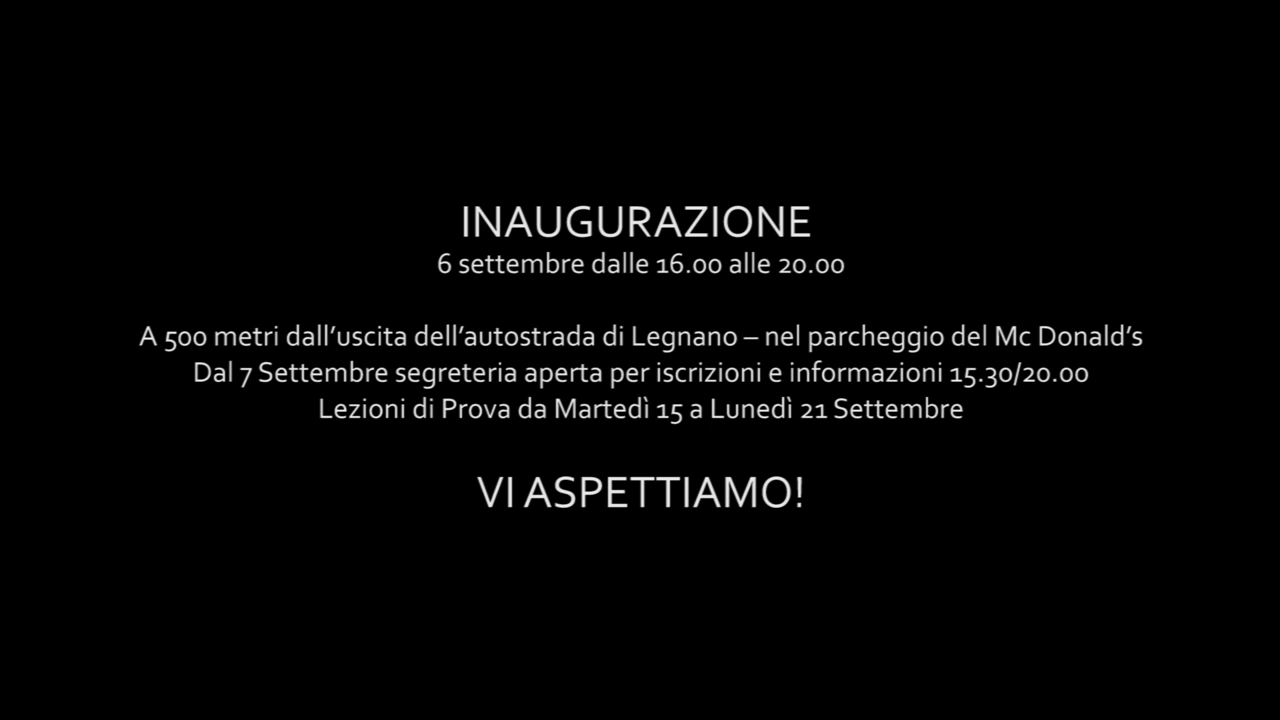 INAUGURAZIONE
6 settembre dalle 16.00 alle 20.00
A 500 metri dall’uscita dell’autostrada di Legnano – nel parcheggio del Mc Donald’s
Dal 7 Settembre segreteria aperta per iscrizioni e informazioni 15.30/20.00
Lezioni di Prova da Martedì 15 a Lunedì 21 Settembre
VI ASPETTIAMO!